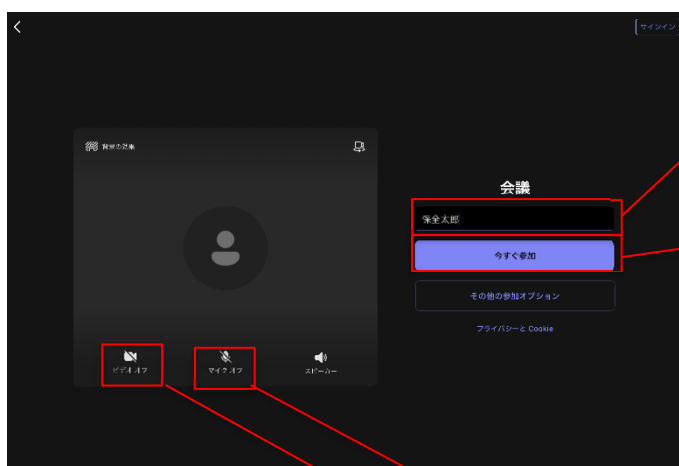 サインイン
背景の効果
会議
保全太郎
今すぐ参加
その他の参加オプション
プライバシーと Cookie
ビデオ オフ
マイク オフ
スピーカー